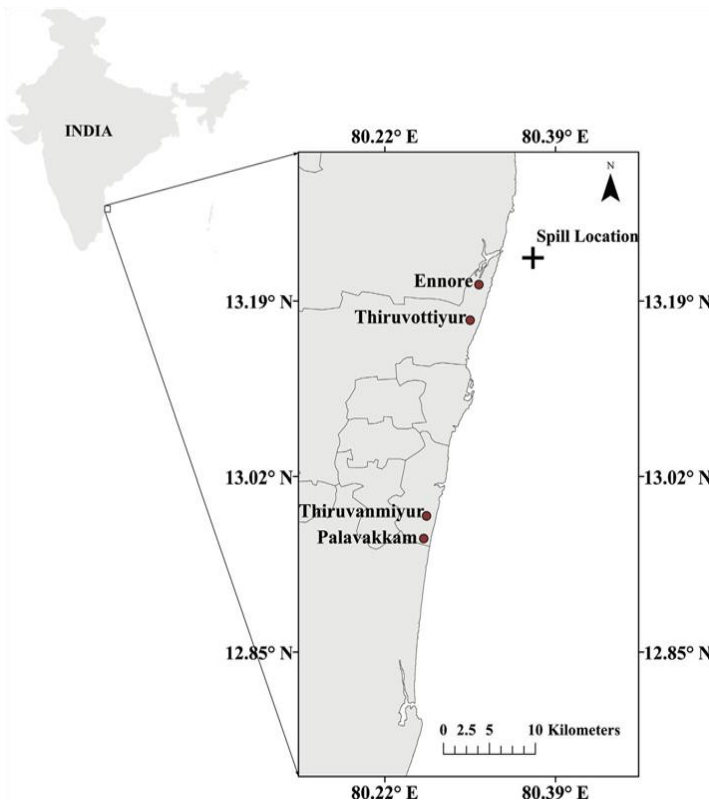 INDIA
80.22° E 80.39° E
N
Spill Location
Ennore
13.19° N 13.19° N
Thiruvottiyur
13.02° N 13.02° N
Thiruvanmiyur
Palavakkam
12.85° N 12.85° N
0 2.5 5 10 Kilometers
80.22° E 80.39° E